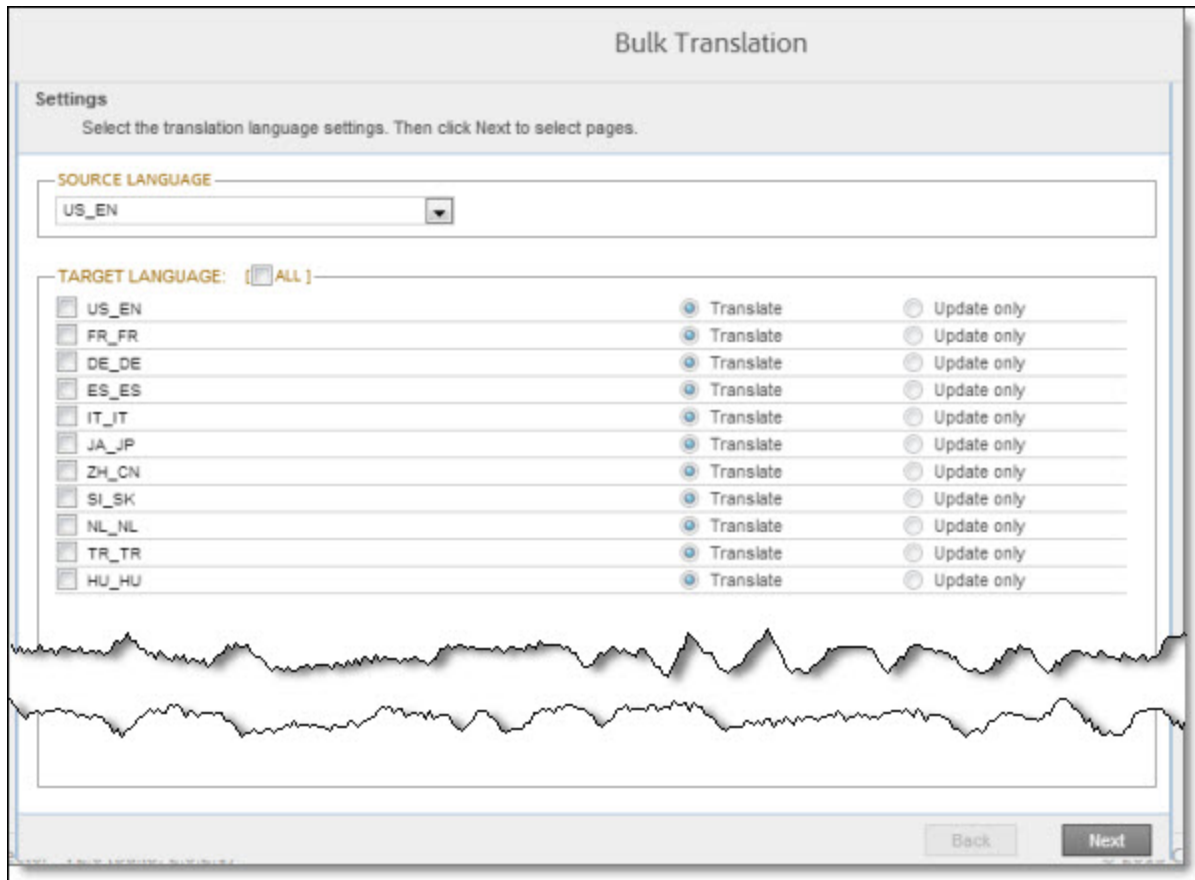 Bulk Translation
Settings
Select the translation language settings. Then click Next to select pages.
SOURCE LANGUAGE
US_EN
TARGET LANGUAGE: [ ALL ]
US_EN Translate Update only
FR_FR Translate Update only
DE_DE Translate Update only
ES_ES Translate Update only
IT_IT Translate Update only
JA_JP Translate Update only
ZH_CN Translate Update only
SI_SK Translate Update only
NL_NL Translate Update only
TR_TR Translate Update only
HU_HU Translate Update only
Back Next